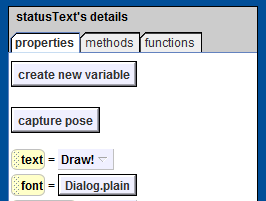 statusText's details
properties methods functions
create new variable
capture pose
text = Draw!
font = Dialog.plain